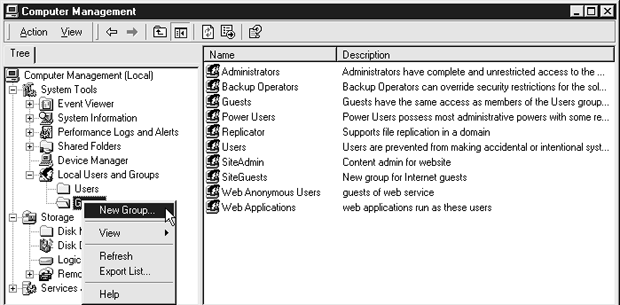 Computer Management
Action View
Tree
Name Description
Computer Management (Local)
System Tools
Event Viewer
System Information
Performance Logs and Alerts
Shared Folders
Device Manager
Local Users and Groups
Users
Storage
Disk
Disk
Logic
Remo
Services
New Group...
View
Refresh
Export List...
Help
Administrators Administrators have complete and unrestricted access to the ...
Backup Operators Backup Operators can override security restrictions for the sol...
Guests Guests have the same access as members of the Users group...
Power Users Power Users possess most administrative powers with some re...
Replicator Supports file replication in a domain
Users Users are prevented from making accidental or intentional syst...
SiteAdmin Content admin for website
SiteGuests New group for Internet guests
Web Anonymous Users guests of web service
Web Applications web applications run as these users